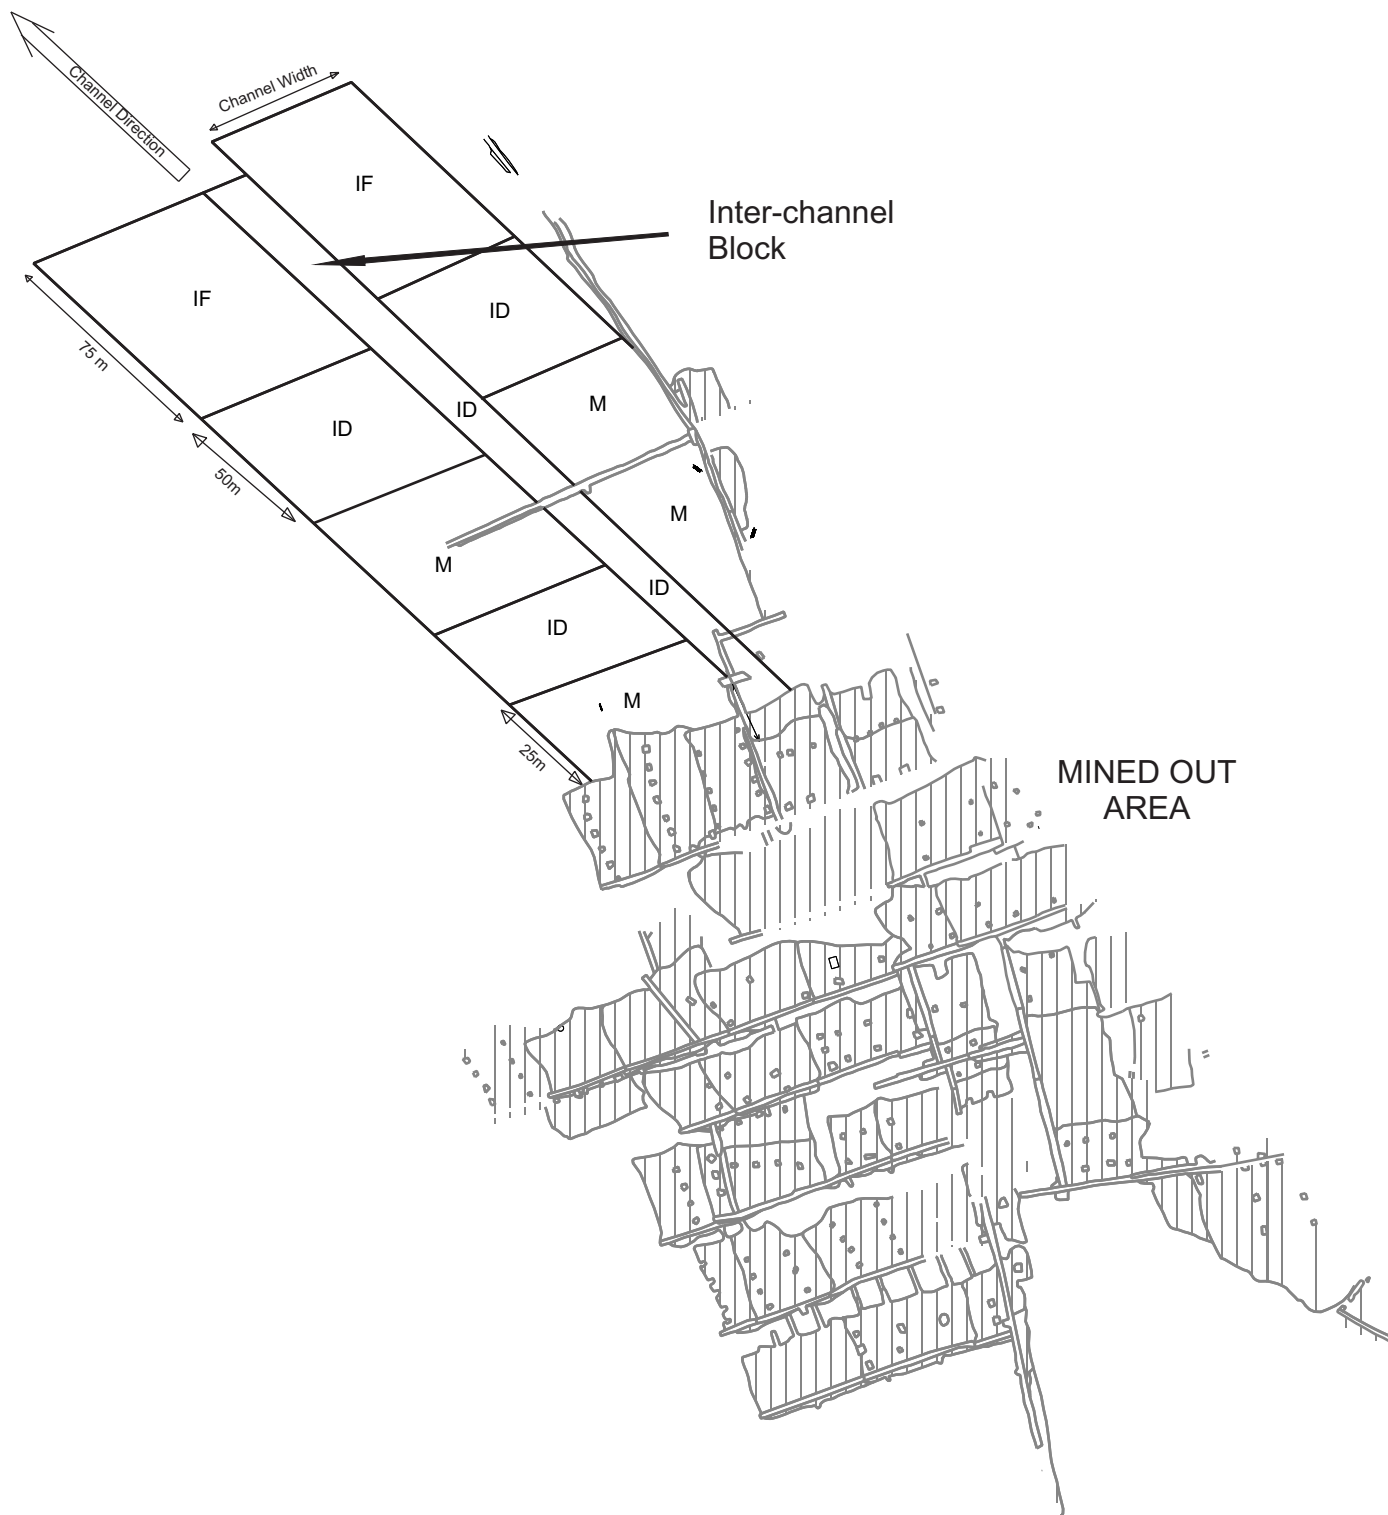 Channel Direction
Channel Width
IF
Inter-channel
Block
IF
ID
75 m
ID
M
ID
50m
M
M
ID
ID
M
25m
MINED OUT
AREA